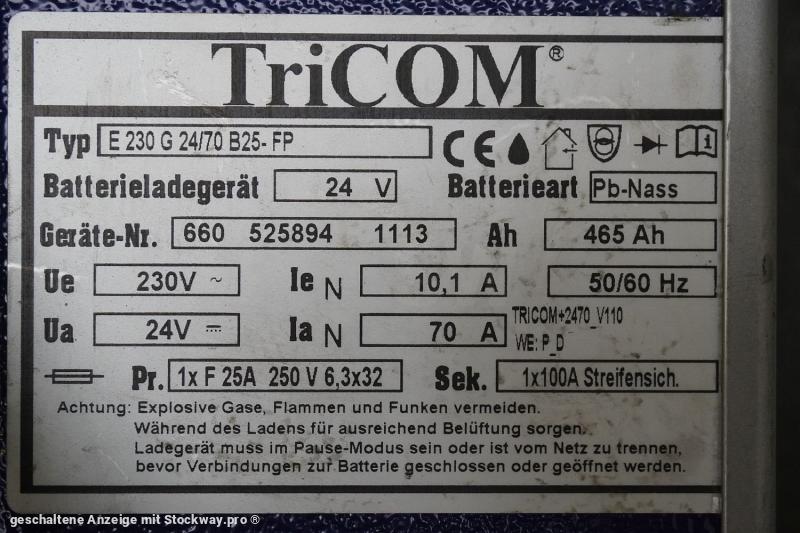 TriCOM®
Typ E 230 G 24/70 B25- FP
Batterieladegerät 24 V Batterieart Pb-Nass
Geräte-Nr. 660 525894 1113 Ah 465 Ah
Ue 230V ~ Ie N 10,1 A 50/60 Hz
Ua 24V ⎓ Ia N 70 A TRICOM+2470_V110
WE: P_D
Pr. 1x F 25A 250 V 6,3x32 Sek. 1x100A Streifensich.
Achtung: Explosive Gase, Flammen und Funken vermeiden.
Während des Ladens für ausreichend Belüftung sorgen.
Ladegerät muss im Pause-Modus sein oder ist vom Netz zu trennen,
bevor Verbindungen zur Batterie geschlossen oder geöffnet werden.
geschaltene Anzeige mit Stockway.pro ®